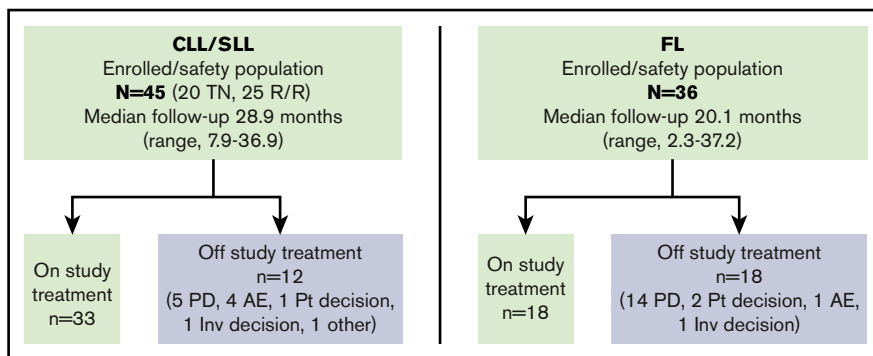 CLL/SLL
Enrolled/safety population
N=45 (20 TN, 25 R/R)
Median follow-up 28.9 months
(range, 7.9-36.9)
On study
treatment
n=33
Off study treatment
n=12
(5 PD, 4 AE, 1 Pt decision,
1 Inv decision, 1 other)
FL
Enrolled/safety population
N=36
Median follow-up 20.1 months
(range, 2.3-37.2)
On study
treatment
n=18
Off study treatment
n=18
(14 PD, 2 Pt decision, 1 AE,
1 Inv decision)